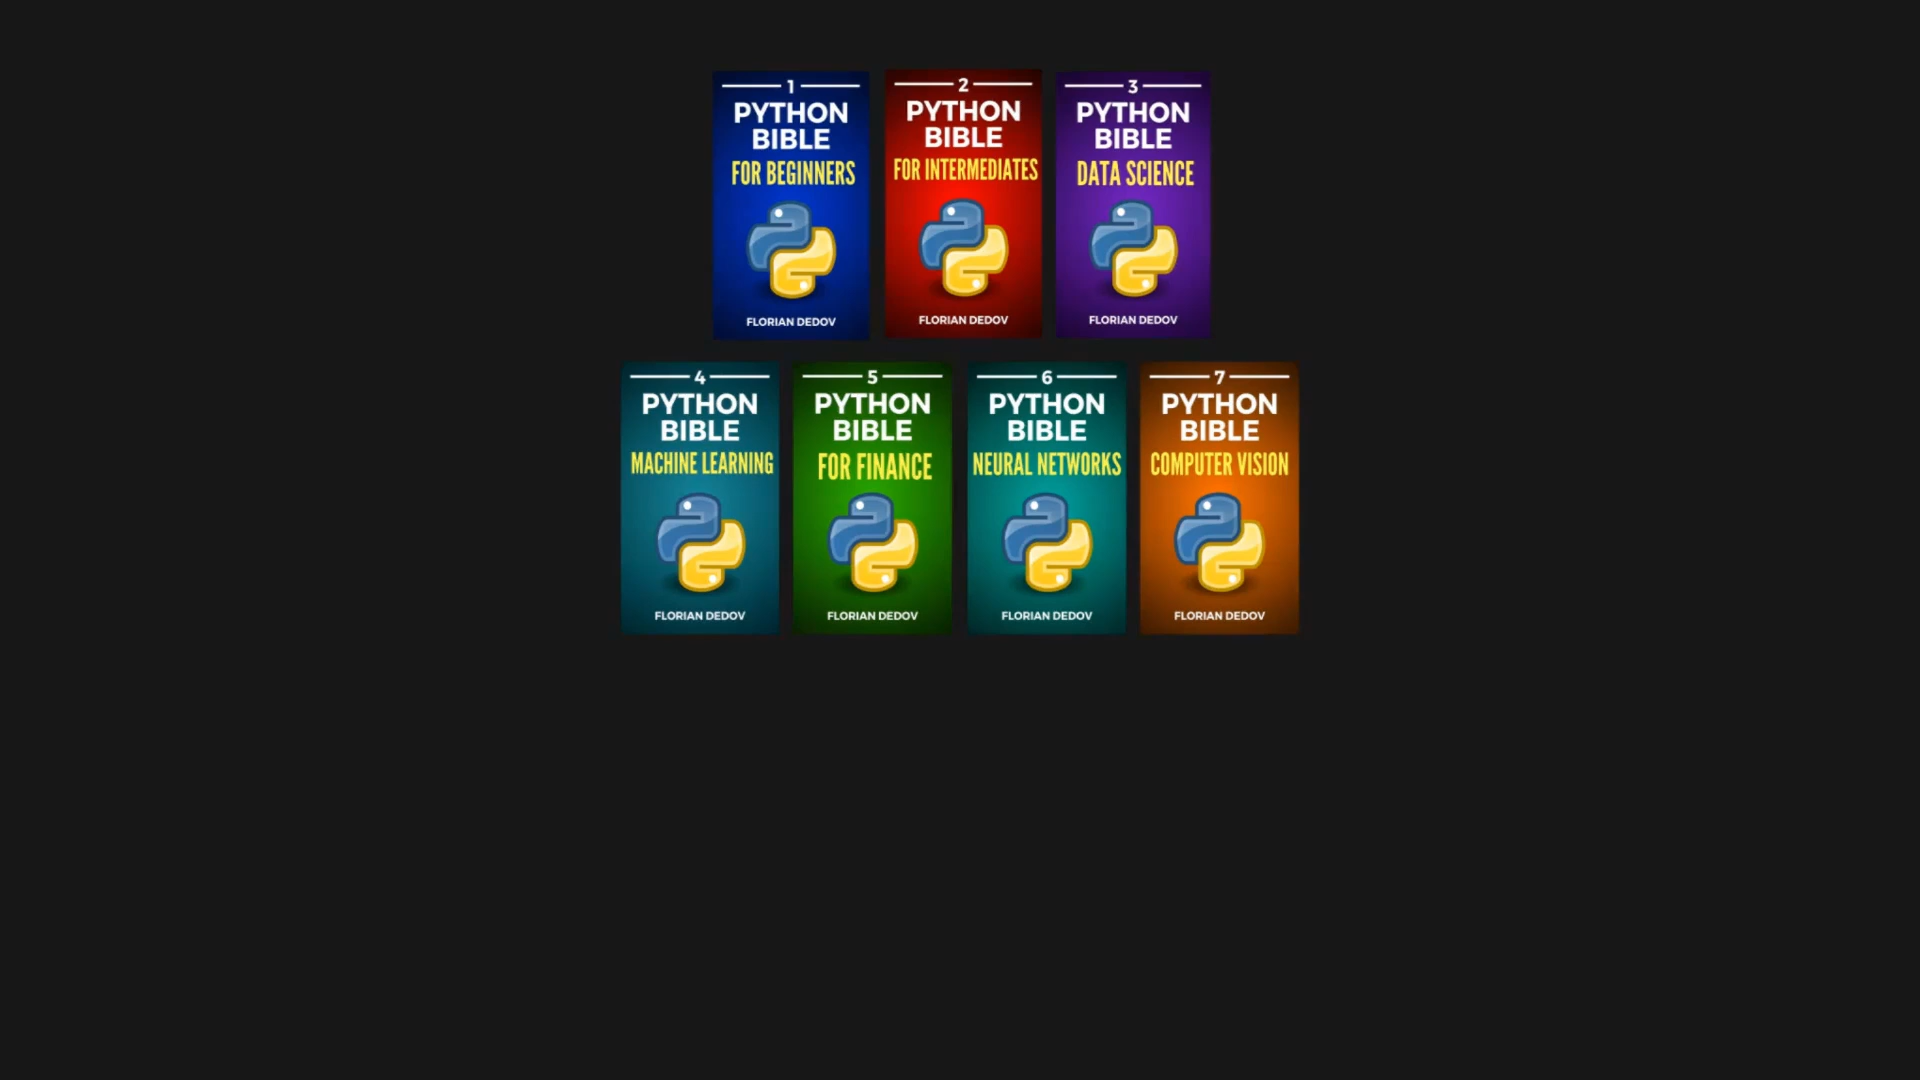 1
PYTHON
BIBLE
FOR BEGINNERS
FLORIAN DEDOV
2
PYTHON
BIBLE
FOR INTERMEDIATES
FLORIAN DEDOV
3
PYTHON
BIBLE
DATA SCIENCE
FLORIAN DEDOV
4
PYTHON
BIBLE
MACHINE LEARNING
FLORIAN DEDOV
5
PYTHON
BIBLE
FOR FINANCE
FLORIAN DEDOV
6
PYTHON
BIBLE
NEURAL NETWORKS
FLORIAN DEDOV
7
PYTHON
BIBLE
COMPUTER VISION
FLORIAN DEDOV